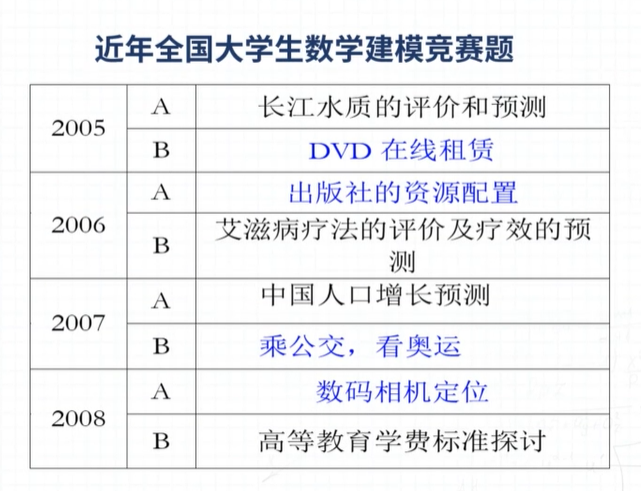 近年全国大学生数学建模竞赛题
2005
A
长江水质的评价和预测
B
DVD 在线租赁
2006
A
出版社的资源配置
B
艾滋病疗法的评价及疗效的预
测
2007
A
中国人口增长预测
B
乘公交，看奥运
2008
A
数码相机定位
B
高等教育学费标准探讨